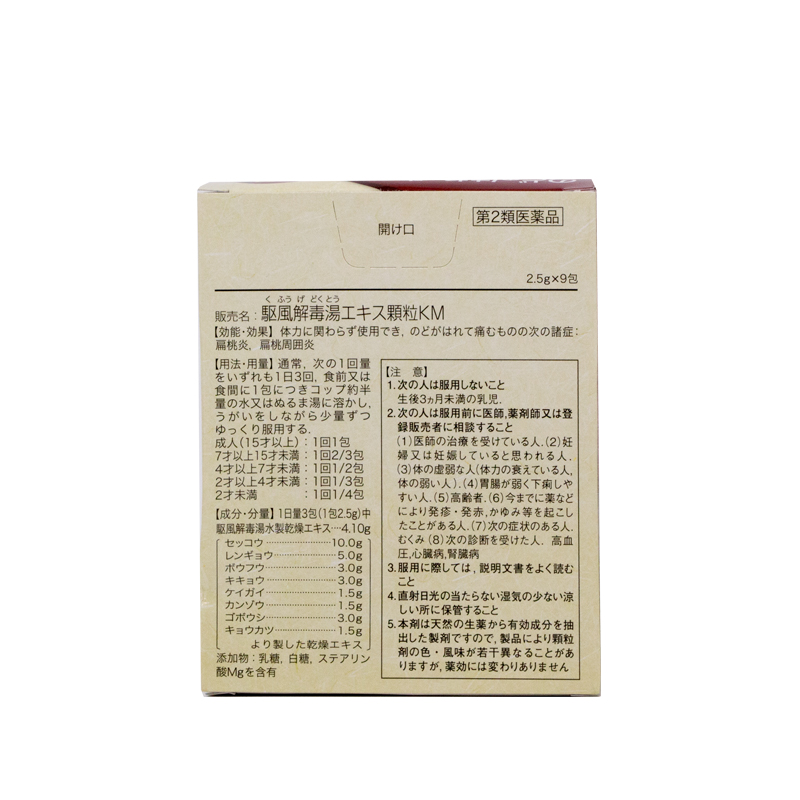 第2類医薬品
開け口
2.5g×9包
く ふう げ どくとう
販売名：駆風解毒湯エキス顆粒KM
【効能・効果】 体力に関わらず使用でき, のどがはれて痛むものの次の諸症：
扁桃炎, 扁桃周囲炎
【用法・用量】通常, 次の1回量
をいずれも1日3回, 食前又は
食間に1包につきコップ約半
量の水又はぬるま湯に溶かし,
うがいをしながら少量ずつ
ゆっくり服用する.
成人(15才以上)：1回1包
7才以上15才未満：1回2/3包
4才以上7才未満：1回1/2包
2才以上4才未満：1回1/3包
2才未満 ：1回1/4包
【成分・分量】1日量3包(1包2.5g)中
駆風解毒湯水製乾燥エキス…4.10g
セッコウ……………10.0g
レンギョウ…………5.0g
ボウフウ……………3.0g
キキョウ……………3.0g
ケイガイ……………1.5g
カンゾウ……………1.5g
ゴボウシ……………3.0g
キョウカツ…………1.5g
より製した乾燥エキス
添加物：乳糖, 白糖, ステアリン
酸Mgを含有
【注 意】
1.次の人は服用しないこと
生後3ヵ月未満の乳児.
2.次の人は服用前に医師,薬剤師又は登
録販売者に相談すること
(1)医師の治療を受けている人.(2)妊
婦又は妊娠していると思われる人.
(3)体の虚弱な人(体力の衰えている人,
体の弱い人).(4)胃腸が弱く下痢しや
すい人.(5)高齢者.(6)今までに薬など
により発疹・発赤,かゆみ等を起こし
たことがある人.(7)次の症状のある人.
むくみ (8)次の診断を受けた人. 高血
圧,心臓病,腎臓病
3.服用に際しては,説明文書をよく読む
こと
4.直射日光の当たらない湿気の少ない涼
しい所に保管すること
5.本剤は天然の生薬から有効成分を抽
出した製剤ですので,製品により顆粒
剤の色・風味が若干異なることがあ
りますが,薬効には変わりありません